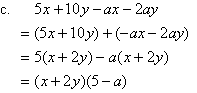 c. 5x+10y−ax−2ay
=(5x+10y)+(−ax−2ay)
=5(x+2y)−a(x+2y)
=(x+2y)(5−a)